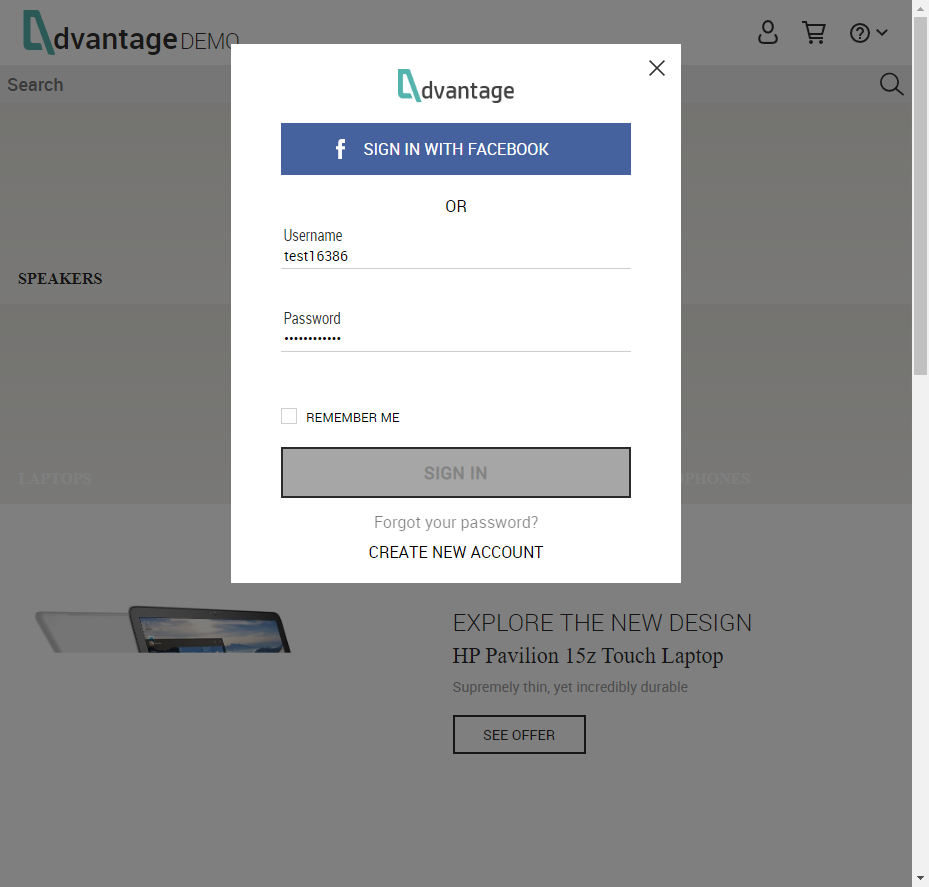 dvantage DEMO
Search
dvantage
SIGN IN WITH FACEBOOK
OR
Username
test16386
SPEAKERS
Password
••••••••••••
REMEMBER ME
SIGN IN
LAPTOPS
PHONES
Forgot your password?
CREATE NEW ACCOUNT
EXPLORE THE NEW DESIGN
HP Pavilion 15z Touch Laptop
Supremely thin, yet incredibly durable
SEE OFFER